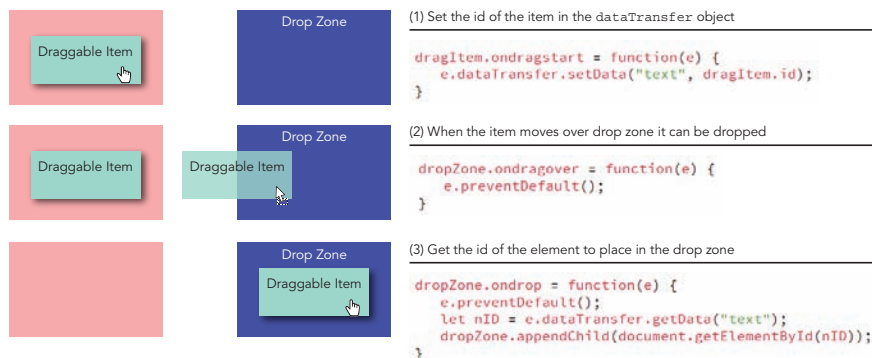 Draggable Item
Drop Zone
(1) Set the id of the item in the dataTransfer object
dragItem.ondragstart = function(e) {
e.dataTransfer.setData("text", dragItem.id);
}
Draggable Item
Draggable Item
Drop Zone
(2) When the item moves over drop zone it can be dropped
dropZone.ondragover = function(e) {
e.preventDefault();
}
Drop Zone
Draggable Item
(3) Get the id of the element to place in the drop zone
dropZone.ondrop = function(e) {
e.preventDefault();
let nID = e.dataTransfer.getData("text");
dropZone.appendChild(document.getElementById(nID));
}